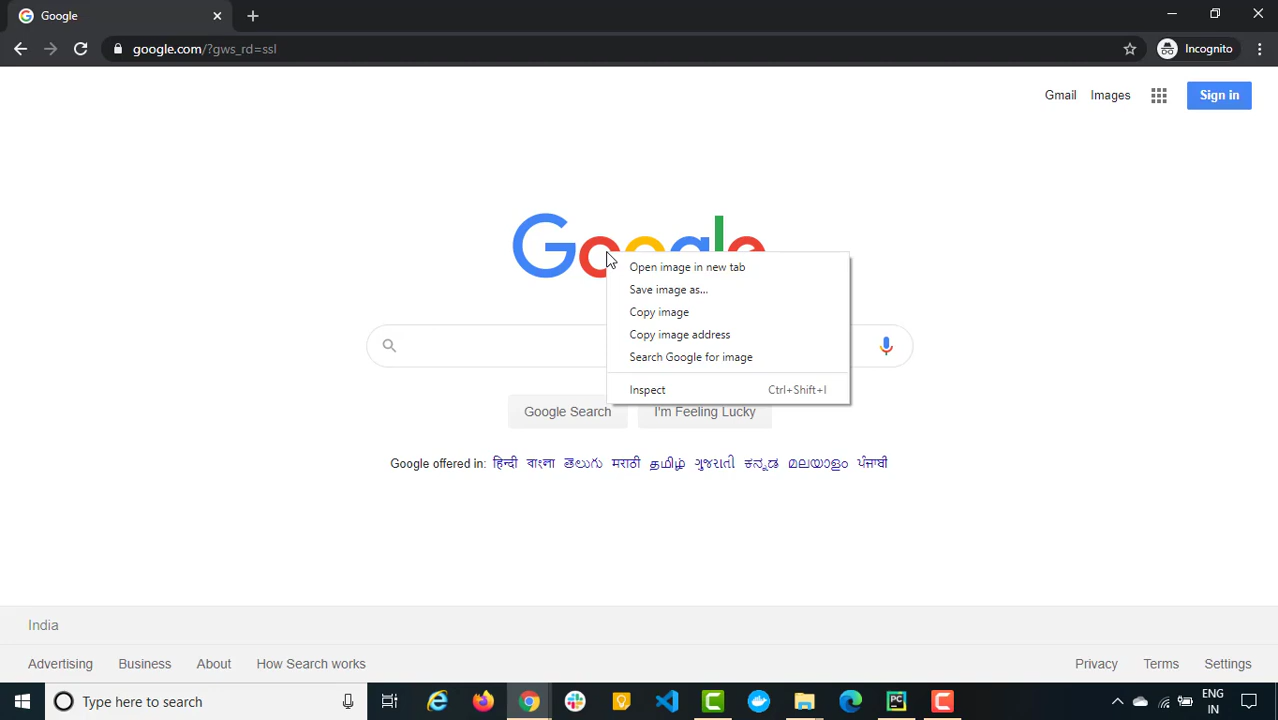 Google
google.com/?gws_rd=ssl
Incognito
Gmail Images Sign in
Google
Open image in new tab
Save image as...
Copy image
Copy image address
Search Google for image
Inspect Ctrl+Shift+I
Google Search I'm Feeling Lucky
Google offered in: हिन्दी বাংলা తెలుగు मराठी தமிழ் ગુજરાતી ಕನ್ನಡ മലയാളം ਪੰਜਾਬੀ
India
Advertising Business About How Search works Privacy Terms Settings
Type here to search
ENG
IN